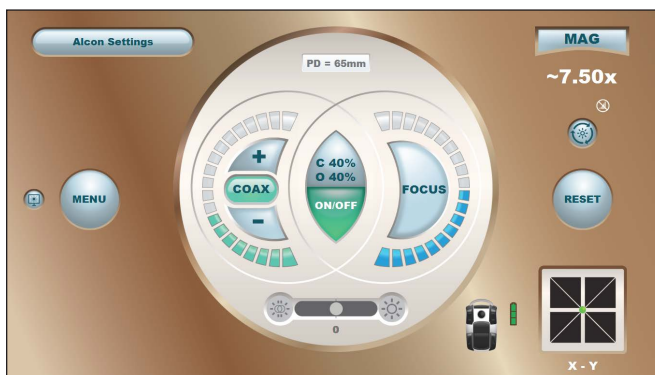 Alcon Settings
MAG
PD = 65mm
~7.50x
+
C 40%
O 40%
COAX
ON/OFF
FOCUS
MENU
RESET
-
0
X - Y